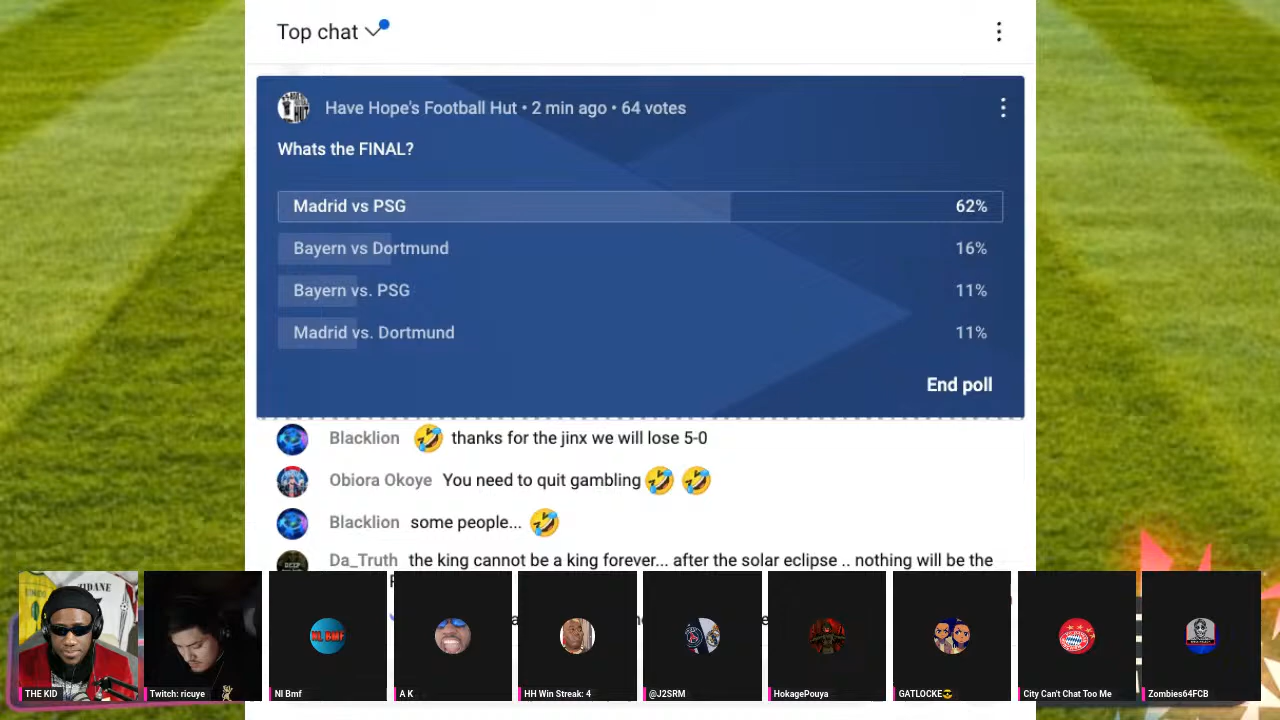 Top chat
Have Hope's Football Hut • 2 min ago • 64 votes
Whats the FINAL?
Madrid vs PSG 62%
Bayern vs Dortmund 16%
Bayern vs. PSG 11%
Madrid vs. Dortmund 11%
End poll
Blacklion 🤣 thanks for the jinx we will lose 5-0
Obiora Okoye You need to quit gambling 🤣 🤣
Blacklion some people... 🤣
Da_Truth the king cannot be a king forever... after the solar eclipse .. nothing will be the
ZIDANE
NL BMF
THE KID
Twitch: ricuye
Nl Bmf
A K
HH Win Streak: 4
@J2SRM
HokagePouya
GATLOCKE😎
City Can't Chat Too Me
Zombies64FCB